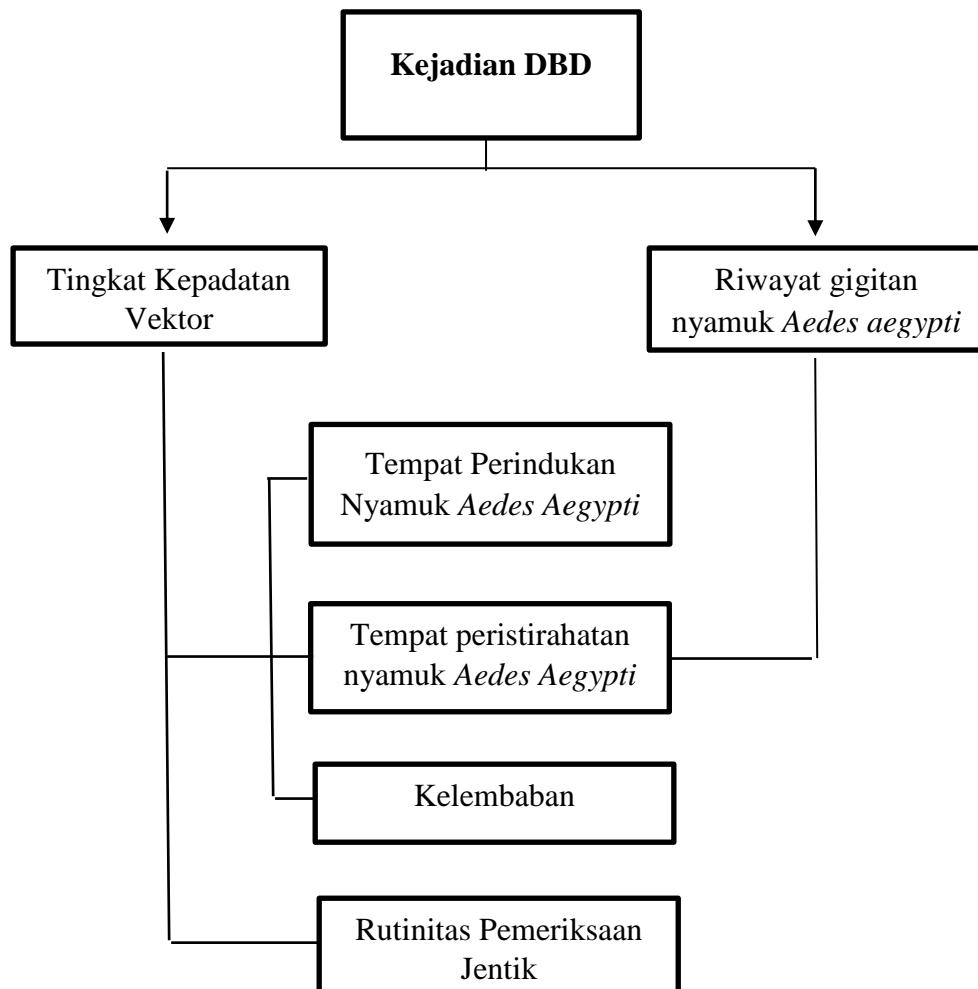 Kejadian DBD
Tingkat Kepadatan
Vektor
Riwayat gigitan
nyamuk Aedes aegypti
Tempat Perindukan
Nyamuk Aedes Aegypti
Tempat peristirahatan
nyamuk Aedes Aegypti
Kelembaban
Rutinitas Pemeriksaan
Jentik